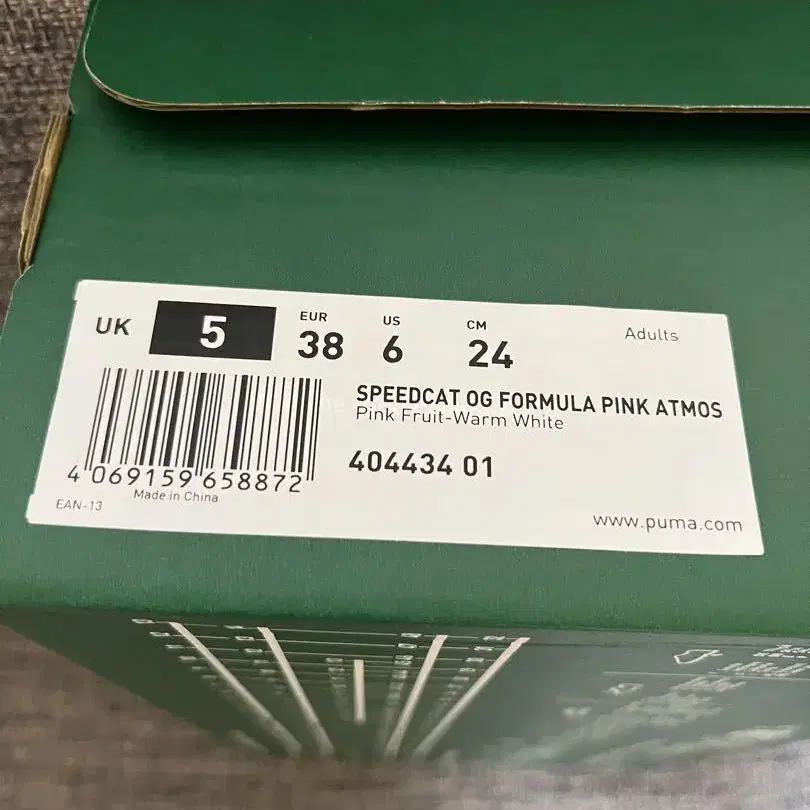 UK 5 EUR 38 US 6 CM 24 Adults
SPEEDCAT OG FORMULA PINK ATMOS
Pink Fruit-Warm White
404434 01
4 069159 658872
Made in China
EAN-13
www.puma.com